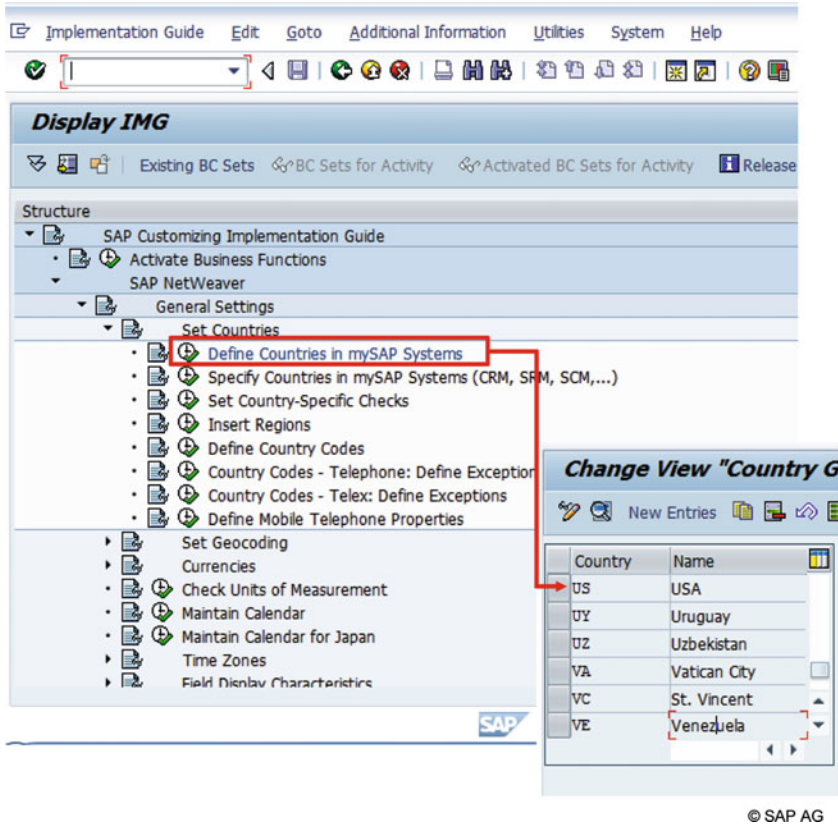 Implementation Guide Edit Goto Additional Information Utilities System Help
Display IMG
Existing BC Sets BC Sets for Activity Activated BC Sets for Activity Release
Structure
SAP Customizing Implementation Guide
Activate Business Functions
SAP NetWeaver
General Settings
Set Countries
Define Countries in mySAP Systems
Specify Countries in mySAP Systems (CRM, SRM, SCM,...)
Set Country-Specific Checks
Insert Regions
Define Country Codes
Country Codes - Telephone: Define Exception
Country Codes - Telex: Define Exceptions
Define Mobile Telephone Properties
Set Geocoding
Currencies
Check Units of Measurement
Maintain Calendar
Maintain Calendar for Japan
Time Zones
Field Display Characteristics
SAP
Change View "Country G
New Entries
Country Name
US USA
UY Uruguay
UZ Uzbekistan
VA Vatican City
VC St. Vincent
VE Venezuela
© SAP AG